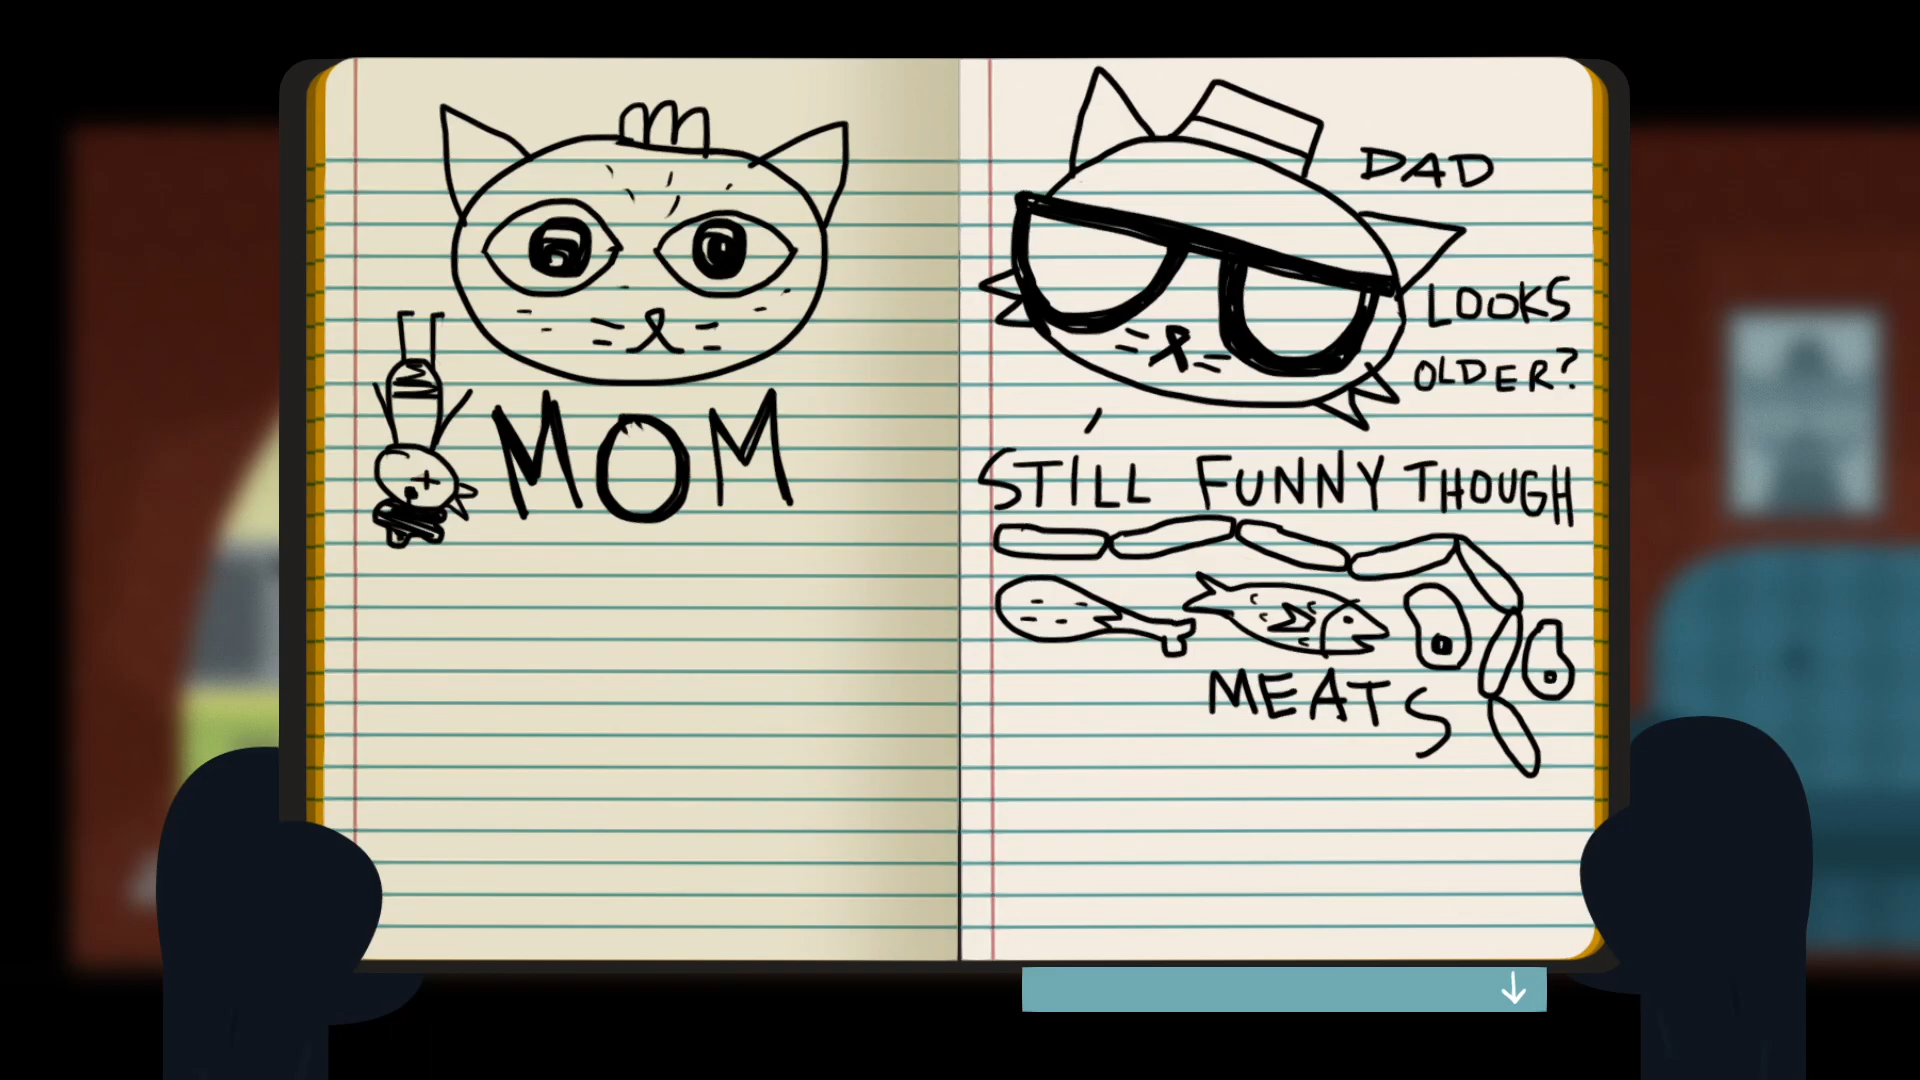 MOM
DAD
LOOKS
OLDER?
STILL FUNNY THOUGH
MEATS